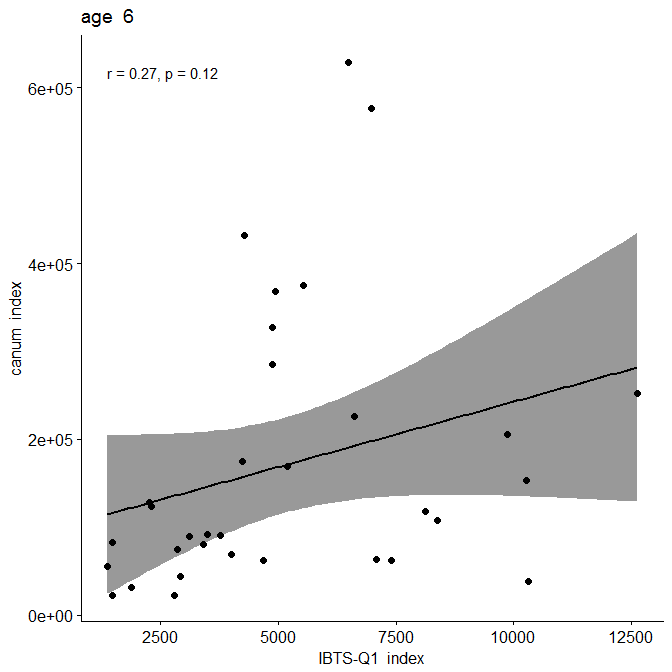 age 6
r = 0.27, p = 0.12
6e+05
4e+05
2e+05
0e+00
canum index
2500 5000 7500 10000 12500
IBTS-Q1 index